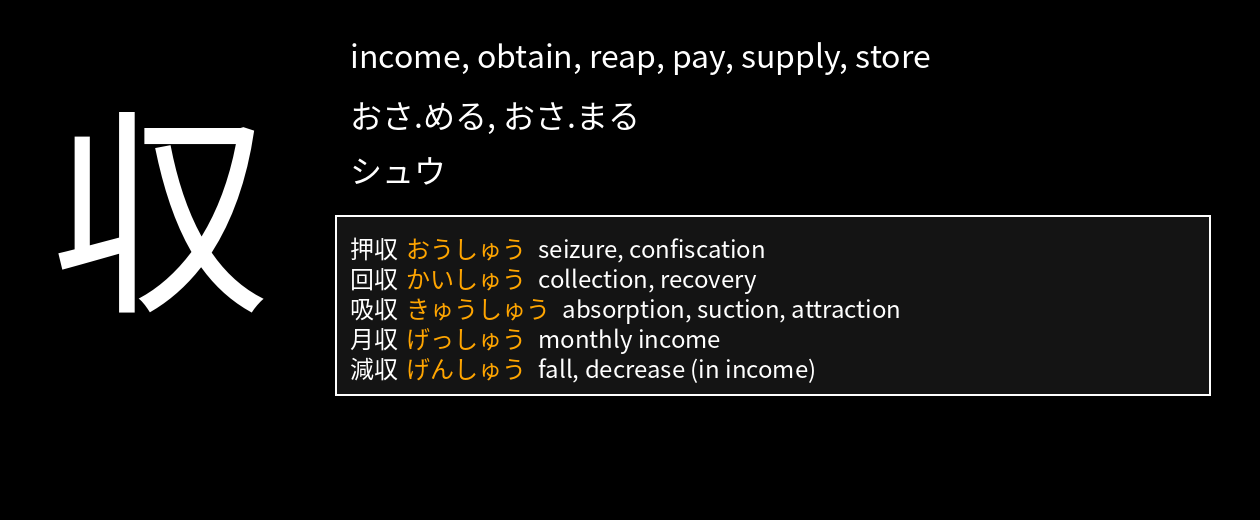 収
income, obtain, reap, pay, supply, store
おさ.める, おさ.まる
シュウ
押収 おうしゅう seizure, confiscation
回収 かいしゅう collection, recovery
吸収 きゅうしゅう absorption, suction, attraction
月収 げっしゅう monthly income
減収 げんしゅう fall, decrease (in income)